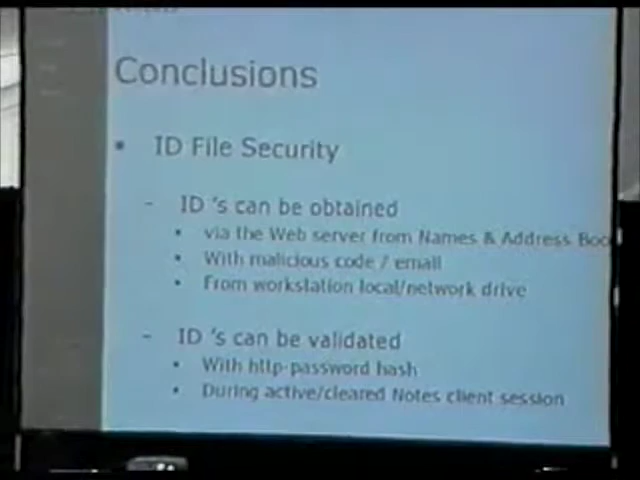 Conclusions
▪ ID File Security
- ID 's can be obtained
• via the Web server from Names & Address Boo
• With malicious code / email
• From workstation local/network drive
- ID 's can be validated
• With http-password hash
• During active/cleared Notes client session